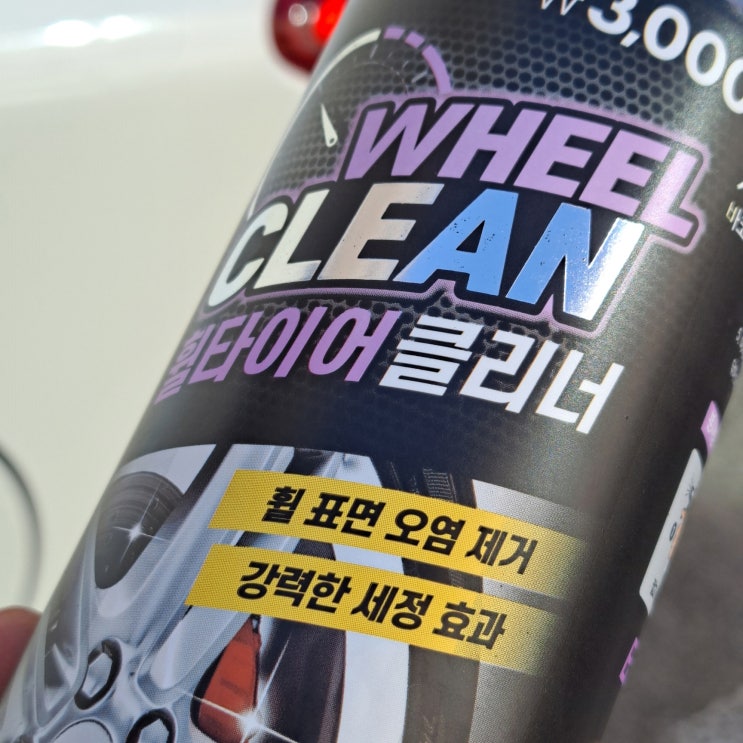 ₩3,000
WHEEL
CLEAN
휠타이어클리너
휠 표면 오염 제거
강력한 세정 효과